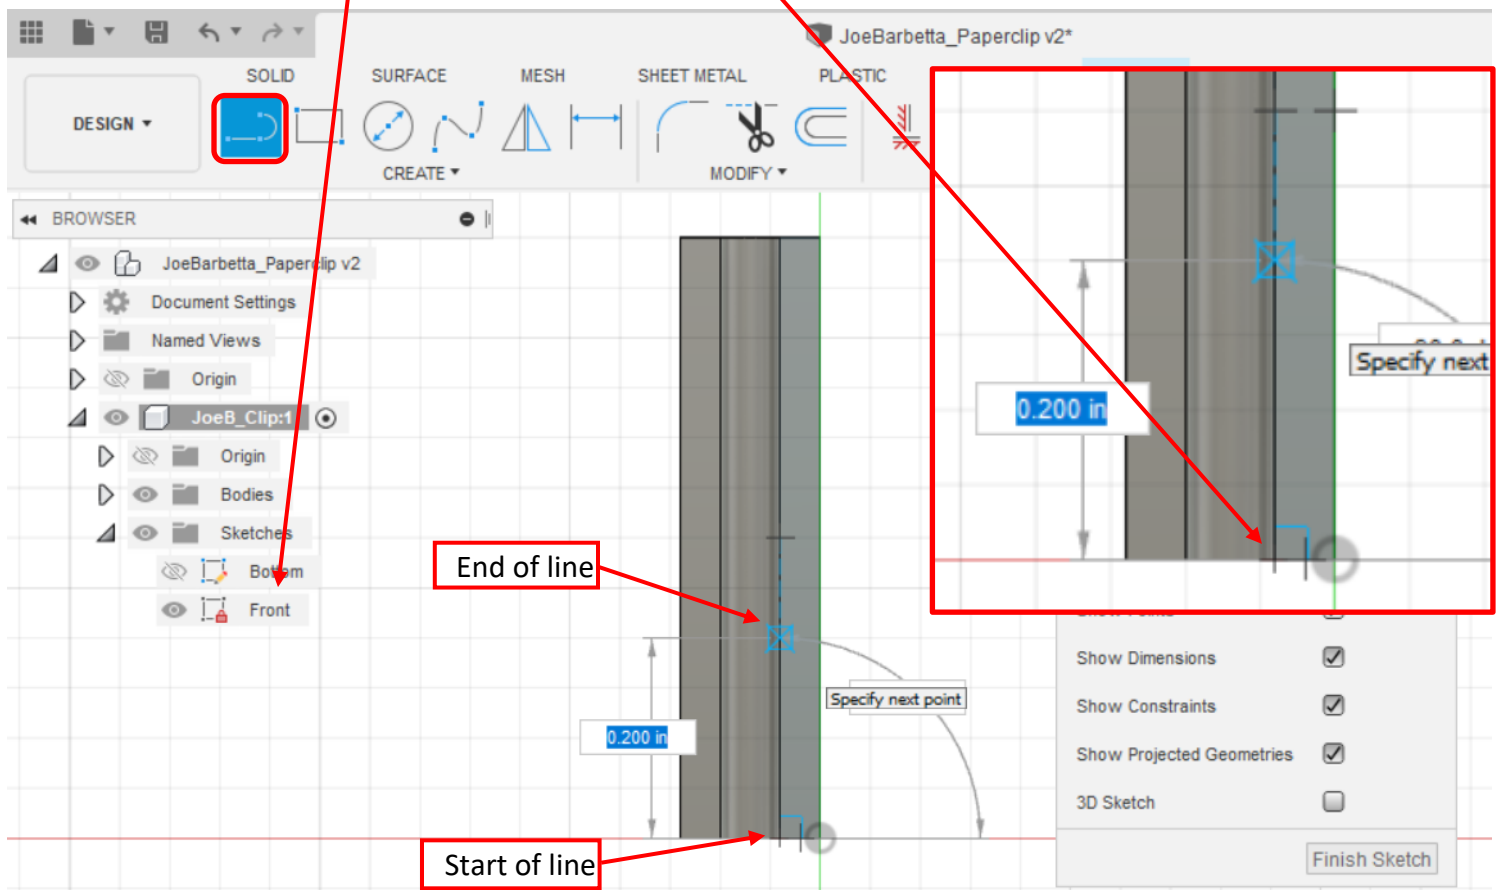 JoeBarbetta_Paperclip v2*
SOLID SURFACE MESH SHEET METAL PLASTIC
DESIGN
CREATE MODIFY
BROWSER
JoeBarbetta_Paperclip v2
Document Settings
Named Views
Origin
JoeB_Clip:1
Origin
Bodies
Sketches
Bottom
Front
Specify next
0.200 in
End of line
Specify next point
0.200 in
Start of line
Show Dimensions
Show Constraints
Show Projected Geometries
3D Sketch
Finish Sketch